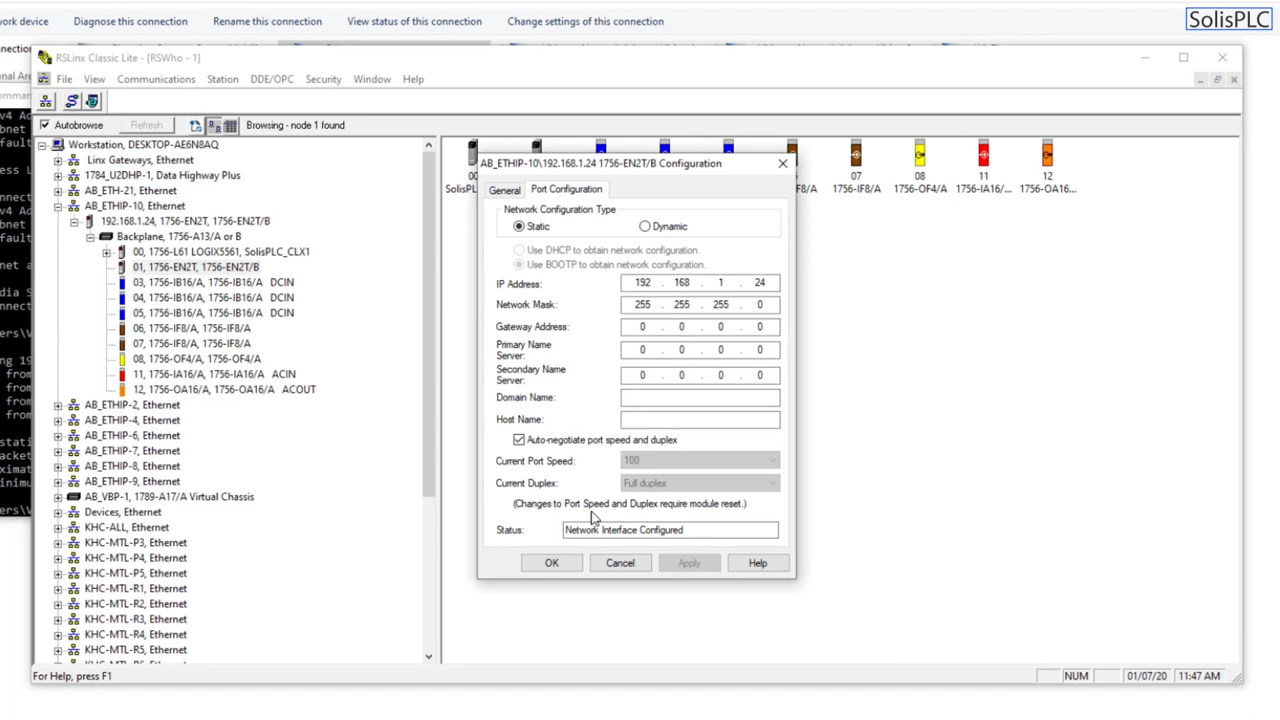 work device
Diagnose this connection
Rename this connection
View status of this connection
Change settings of this connection
SolisPLC
RSLinx Classic Lite - [RSWho - 1]
File View Communications Station DDE/OPC Security Window Help
Autobrowse
Refresh
Browsing - node 1 found
Workstation, DESKTOP-AE6N8AQ
Linx Gateways, Ethernet
1784_U2DHP-1, Data Highway Plus
AB_ETH-21, Ethernet
AB_ETHIP-10, Ethernet
192.168.1.24, 1756-EN2T, 1756-EN2T/B
Backplane, 1756-A13/A or B
00, 1756-L61 LOGIX5561, SolisPLC_CLX1
01, 1756-EN2T, 1756-EN2T/B
03, 1756-IB16/A, 1756-IB16/A DCIN
04, 1756-IB16/A, 1756-IB16/A DCIN
05, 1756-IB16/A, 1756-IB16/A DCIN
06, 1756-IF8/A, 1756-IF8/A
07, 1756-IF8/A, 1756-IF8/A
08, 1756-OF4/A, 1756-OF4/A
11, 1756-IA16/A, 1756-IA16/A ACIN
12, 1756-OA16/A, 1756-OA16/A ACOUT
AB_ETHIP-2, Ethernet
AB_ETHIP-4, Ethernet
AB_ETHIP-6, Ethernet
AB_ETHIP-7, Ethernet
AB_ETHIP-8, Ethernet
AB_ETHIP-9, Ethernet
AB_VBP-1, 1789-A17/A Virtual Chassis
Devices, Ethernet
KHC-ALL, Ethernet
KHC-MTL-P3, Ethernet
KHC-MTL-P4, Ethernet
KHC-MTL-P5, Ethernet
KHC-MTL-R1, Ethernet
KHC-MTL-R2, Ethernet
KHC-MTL-R3, Ethernet
KHC-MTL-R4, Ethernet
KHC-MTL-R5, Ethernet
07
1756-IF8/A
08
1756-OF4/A
11
1756-IA16/...
12
1756-OA16...
AB_ETHIP-10\192.168.1.24 1756-EN2T/B Configuration
General
Port Configuration
Network Configuration Type
Static
Dynamic
Use DHCP to obtain network configuration.
Use BOOTP to obtain network configuration.
IP Address: 192 . 168 . 1 . 24
Network Mask: 255 . 255 . 255 . 0
Gateway Address: 0 . 0 . 0 . 0
Primary Name Server: 0 . 0 . 0 . 0
Secondary Name Server: 0 . 0 . 0 . 0
Domain Name:
Host Name:
Auto-negotiate port speed and duplex
Current Port Speed: 100
Current Duplex: Full duplex
(Changes to Port Speed and Duplex require module reset.)
Status: Network Interface Configured
OK
Cancel
Apply
Help
For Help, press F1
NUM
01/07/20
11:47 AM